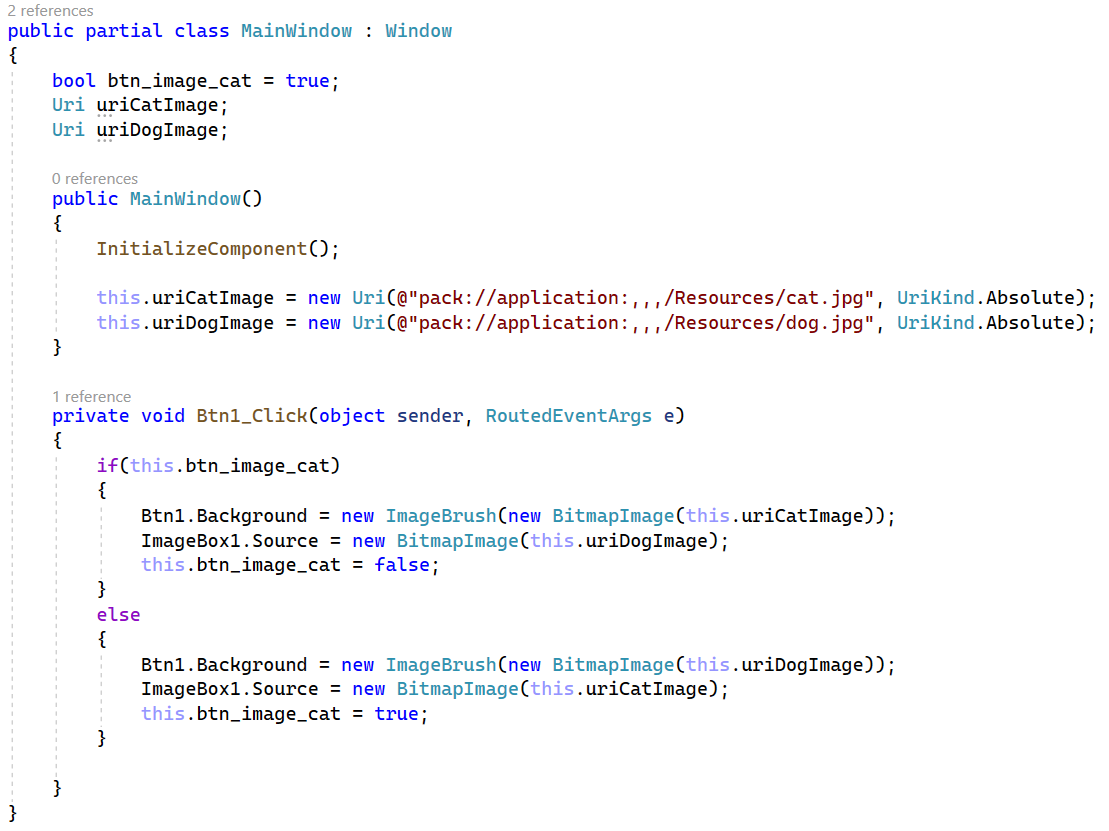 2 references
public partial class MainWindow : Window
{
    bool btn_image_cat = true;
    Uri uriCatImage;
    Uri uriDogImage;

    0 references
    public MainWindow()
    {
        InitializeComponent();

        this.uriCatImage = new Uri(@"pack://application:,,,/Resources/cat.jpg", UriKind.Absolute);
        this.uriDogImage = new Uri(@"pack://application:,,,/Resources/dog.jpg", UriKind.Absolute);
    }

    1 reference
    private void Btn1_Click(object sender, RoutedEventArgs e)
    {
        if(this.btn_image_cat)
        {
            Btn1.Background = new ImageBrush(new BitmapImage(this.uriCatImage));
            ImageBox1.Source = new BitmapImage(this.uriDogImage);
            this.btn_image_cat = false;
        }
        else
        {
            Btn1.Background = new ImageBrush(new BitmapImage(this.uriDogImage));
            ImageBox1.Source = new BitmapImage(this.uriCatImage);
            this.btn_image_cat = true;
        }

    }
}